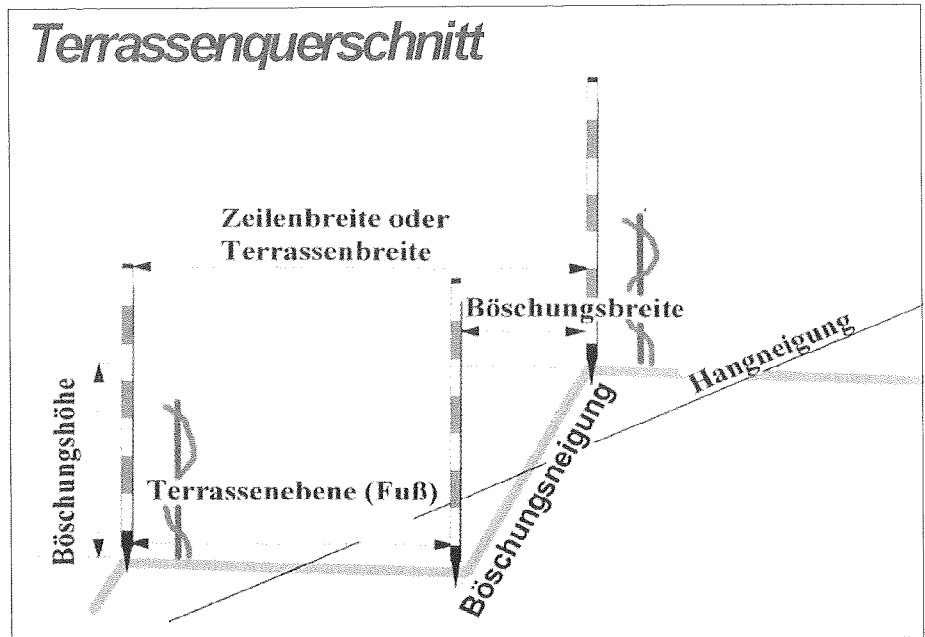 Terrassenquerschnitt
Zeilenbreite oder
Terrassenbreite
Böschungsbreite
Hangneigung
Böschungshöhe
Terrassenebene (Fuß)
Böschungsneigung